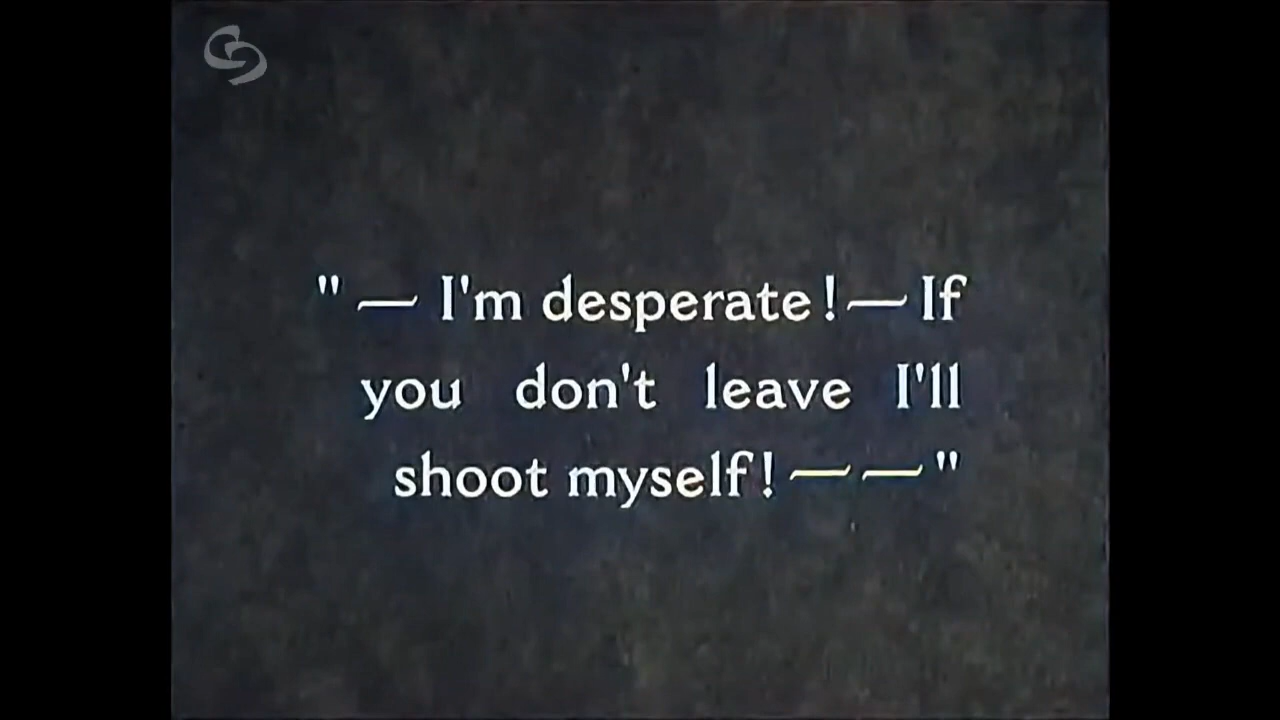 "— I'm desperate!—If
you don't leave I'll
shoot myself!— —"